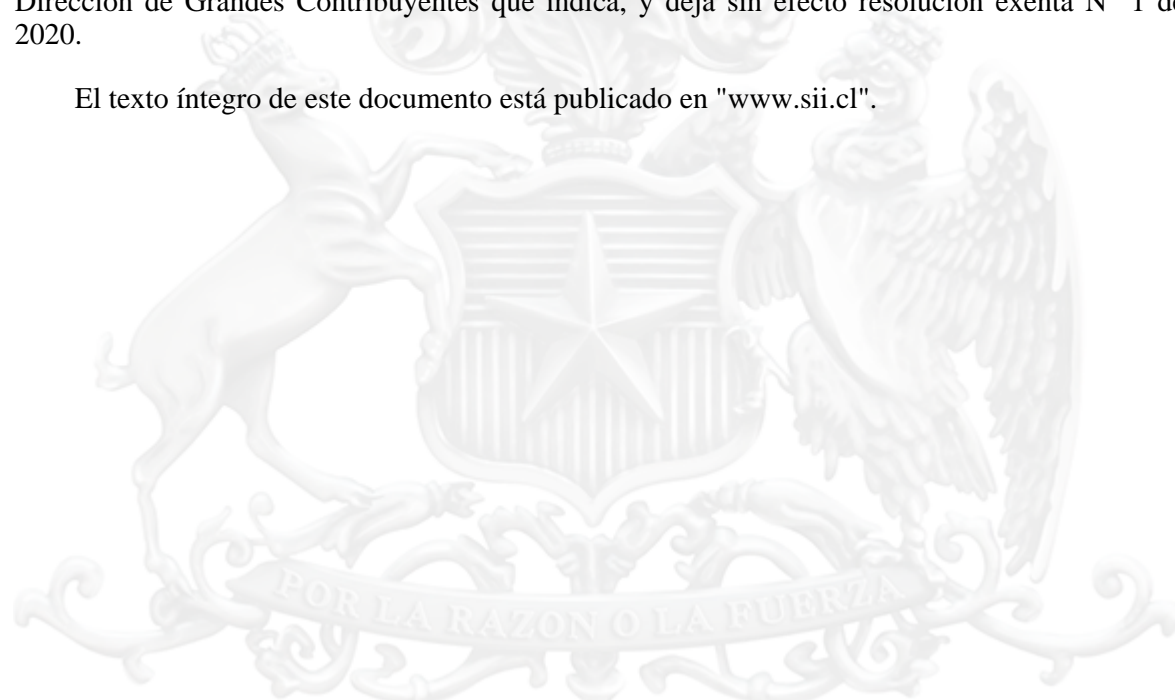 Dirección de Grandes Contribuyentes que indica, y deja sin efecto resolución exenta N° 1 de
2020.
El texto íntegro de este documento está publicado en "www.sii.cl".
POR LA RAZON O LA FUERZA